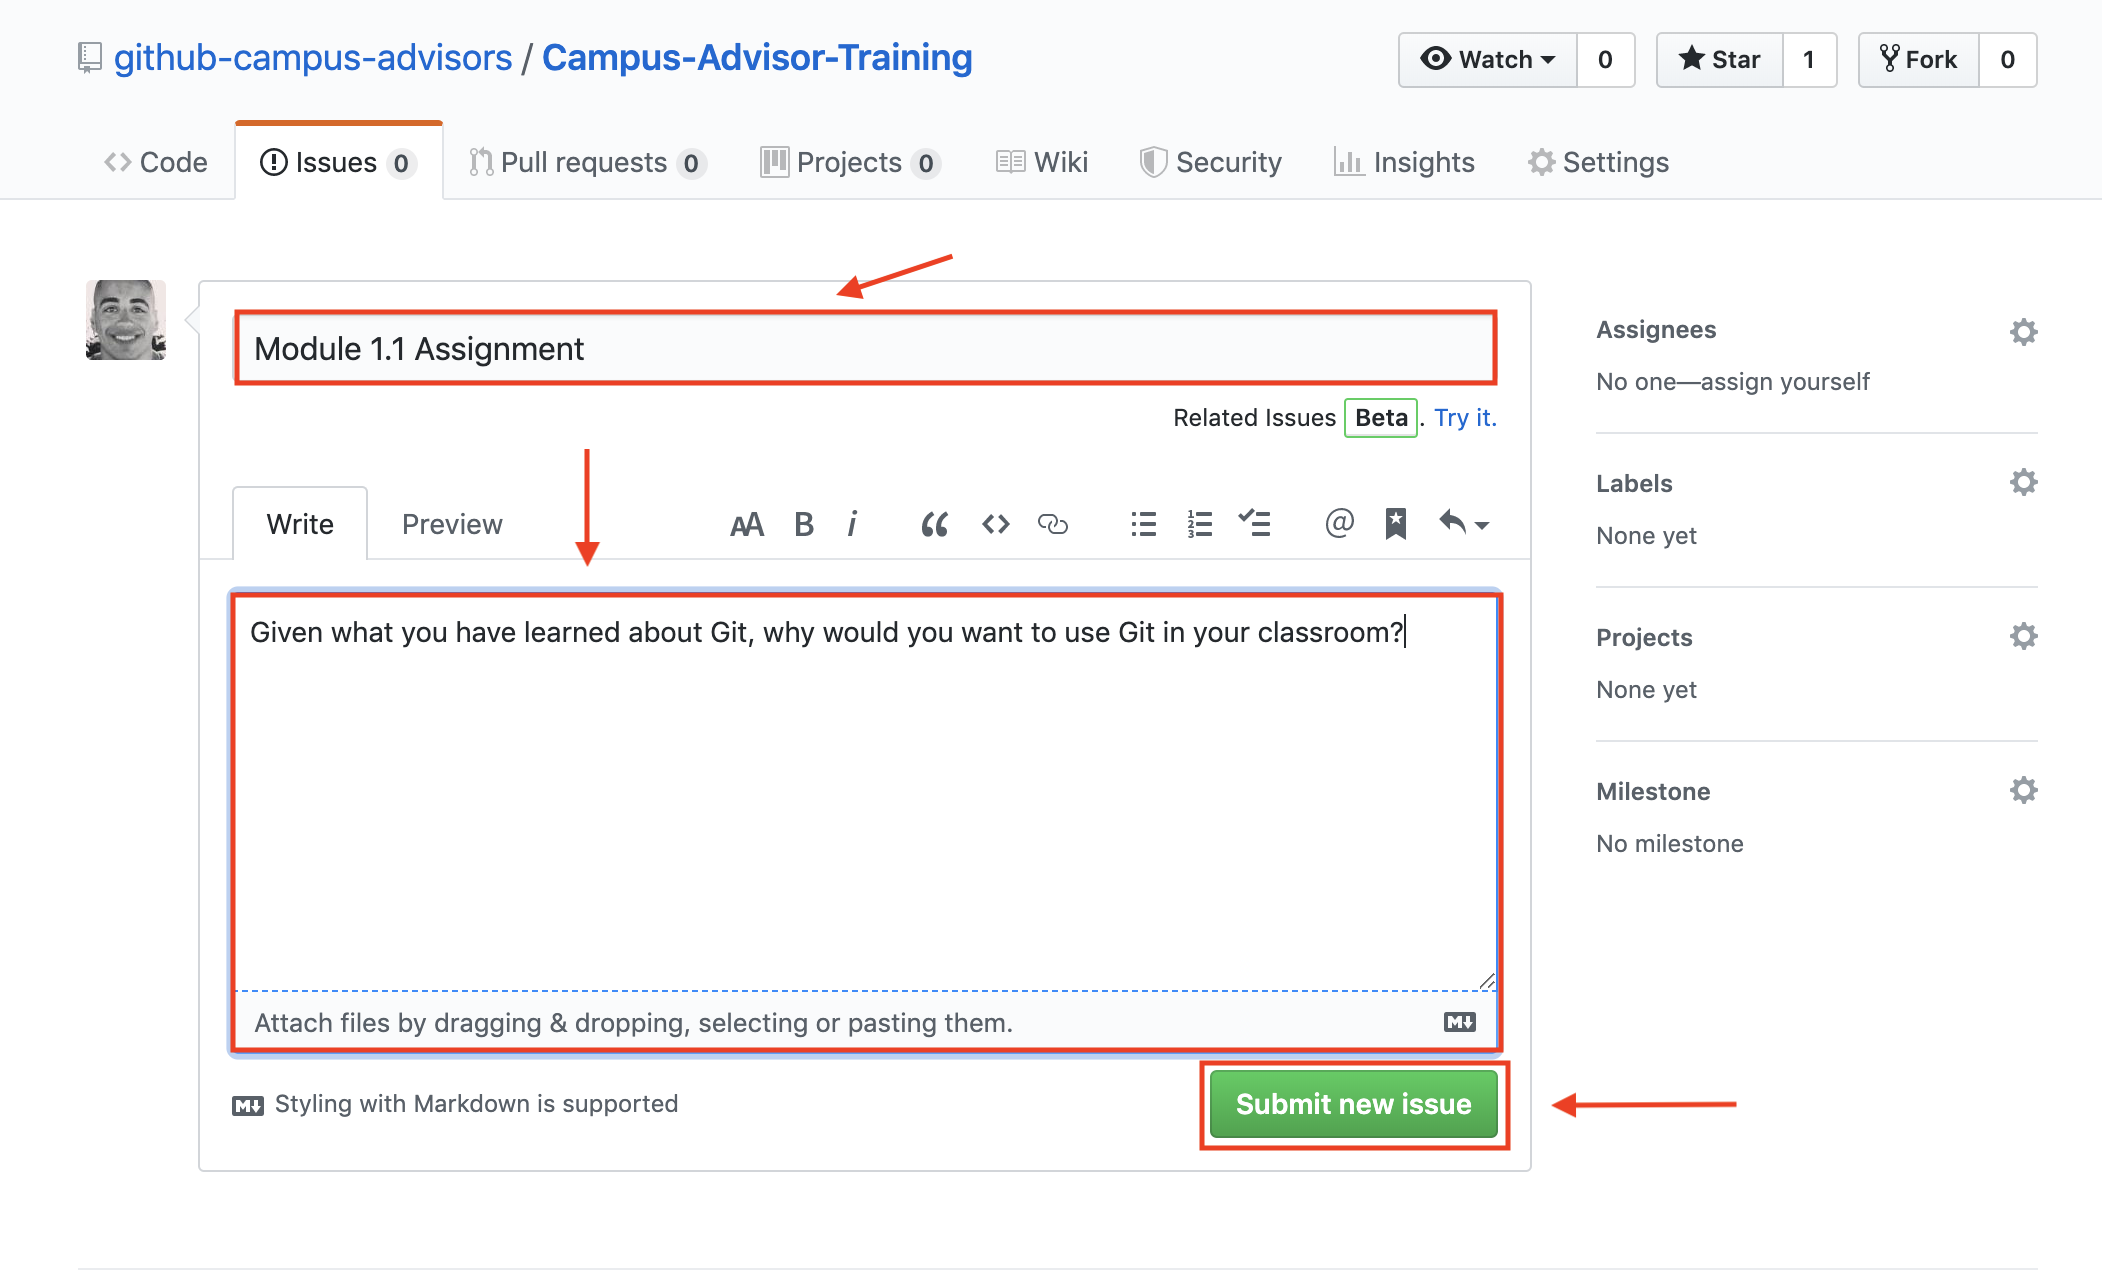 github-campus-advisors / Campus-Advisor-Training
Watch 0 Star 1 Fork 0
Code Issues 0 Pull requests 0 Projects 0 Wiki Security Insights Settings
Module 1.1 Assignment
Related Issues Beta. Try it.
Write Preview AA B i @
Given what you have learned about Git, why would you want to use Git in your classroom?
Attach files by dragging & dropping, selecting or pasting them.
Styling with Markdown is supported
Submit new issue
Assignees
No one—assign yourself
Labels
None yet
Projects
None yet
Milestone
No milestone